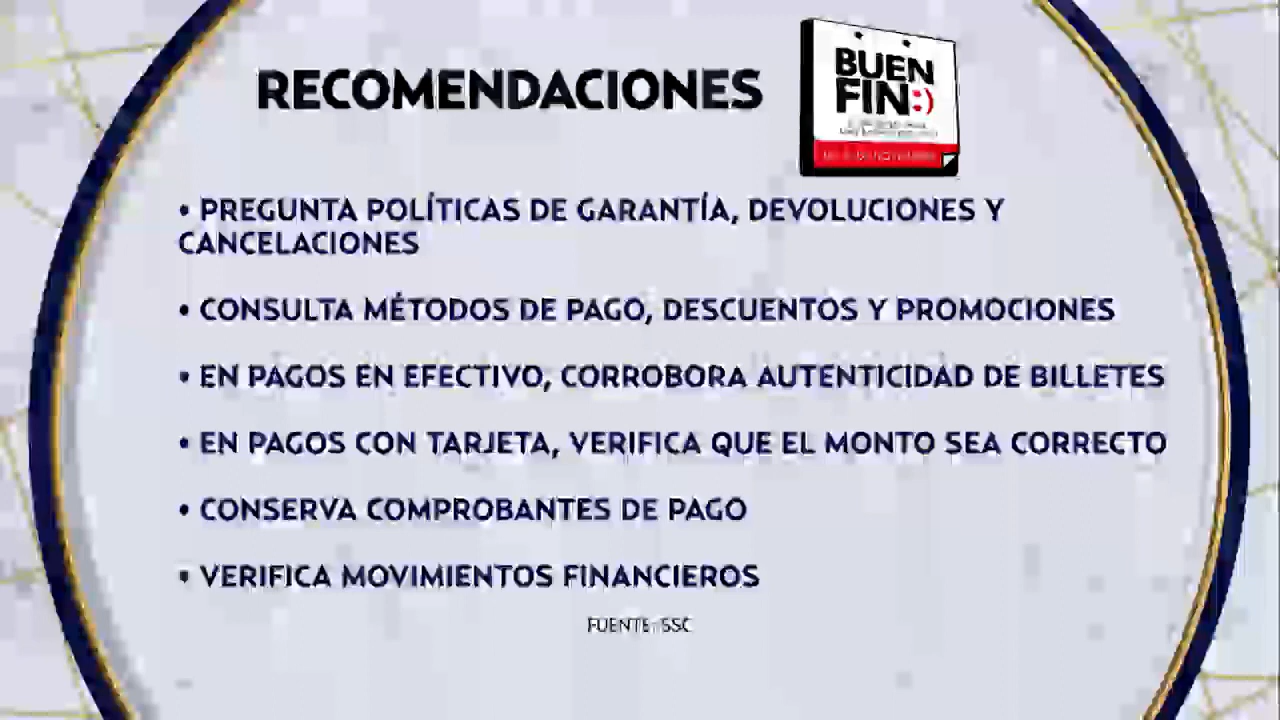 RECOMENDACIONES
BUEN
FIN:)
• PREGUNTA POLÍTICAS DE GARANTÍA, DEVOLUCIONES Y
CANCELACIONES
• CONSULTA MÉTODOS DE PAGO, DESCUENTOS Y PROMOCIONES
• EN PAGOS EN EFECTIVO, CORROBORA AUTENTICIDAD DE BILLETES
• EN PAGOS CON TARJETA, VERIFICA QUE EL MONTO SEA CORRECTO
• CONSERVA COMPROBANTES DE PAGO
• VERIFICA MOVIMIENTOS FINANCIEROS
FUENTE: SSC